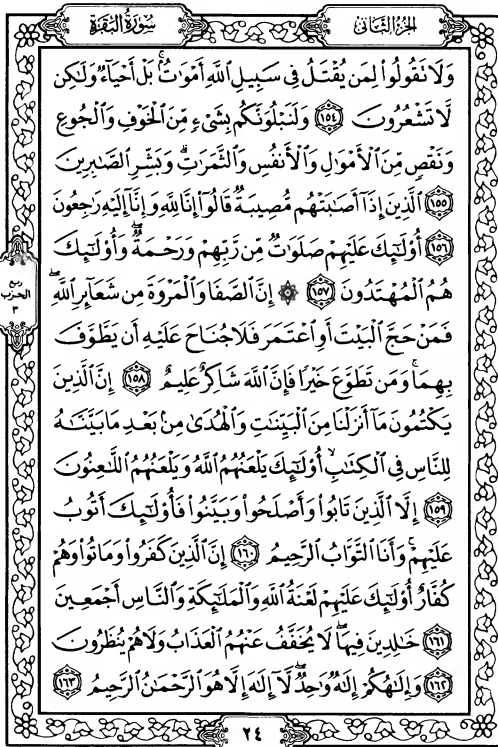 سُورَةُ البَقَرَةِ
الجزء الثاني
وَلَا تَقُولُوا۟ لِمَن يُقْتَلُ فِى سَبِيلِ ٱللَّهِ أَمْوَٰتٌۢ ۚ بَلْ أَحْيَآءٌ وَلَـٰكِن
لَّا تَشْعُرُونَ ١٥٤ وَلَنَبْلُوَنَّكُم بِشَىْءٍ مِّنَ ٱلْخَوْفِ وَٱلْجُوعِ
وَنَقْصٍ مِّنَ ٱلْأَمْوَٰلِ وَٱلْأَنفُسِ وَٱلثَّمَرَٰتِ ۗ وَبَشِّرِ ٱلصَّـٰبِرِينَ
١٥٥ ٱلَّذِينَ إِذَآ أَصَـٰبَتْهُم مُّصِيبَةٌ قَالُوٓا۟ إِنَّا لِلَّهِ وَإِنَّآ إِلَيْهِ رَٰجِعُونَ
١٥٦ أُو۟لَـٰٓئِكَ عَلَيْهِمْ صَلَوَٰتٌ مِّن رَّبِّهِمْ وَرَحْمَةٌ ۖ وَأُو۟لَـٰٓئِكَ
هُمُ ٱلْمُهْتَدُونَ ١٥٧ ۞ إِنَّ ٱلصَّفَا وَٱلْمَرْوَةَ مِن شَعَآئِرِ ٱللَّهِ ۖ
فَمَنْ حَجَّ ٱلْبَيْتَ أَوِ ٱعْتَمَرَ فَلَا جُنَاحَ عَلَيْهِ أَن يَطَّوَّفَ
بِهِمَا ۚ وَمَن تَطَوَّعَ خَيْرًا فَإِنَّ ٱللَّهَ شَاكِرٌ عَلِيمٌ ١٥٨ إِنَّ ٱلَّذِينَ
يَكْتُمُونَ مَآ أَنزَلْنَا مِنَ ٱلْبَيِّنَـٰتِ وَٱلْهُدَىٰ مِنۢ بَعْدِ مَا بَيَّنَّـٰهُ
لِلنَّاسِ فِى ٱلْكِتَـٰبِ ۙ أُو۟لَـٰٓئِكَ يَلْعَنُهُمُ ٱللَّهُ وَيَلْعَنُهُمُ ٱللَّـٰعِنُونَ
١٥٩ إِلَّا ٱلَّذِينَ تَابُوا۟ وَأَصْلَحُوا۟ وَبَيَّنُوا۟ فَأُو۟لَـٰٓئِكَ أَتُوبُ
عَلَيْهِمْ ۚ وَأَنَا ٱلتَّوَّابُ ٱلرَّحِيمُ ١٦٠ إِنَّ ٱلَّذِينَ كَفَرُوا۟ وَمَاتُوا۟ وَهُمْ
كُفَّارٌ أُو۟لَـٰٓئِكَ عَلَيْهِمْ لَعْنَةُ ٱللَّهِ وَٱلْمَلَـٰٓئِكَةِ وَٱلنَّاسِ أَجْمَعِينَ
١٦١ خَـٰلِدِينَ فِيهَا ۖ لَا يُخَفَّفُ عَنْهُمُ ٱلْعَذَابُ وَلَا هُمْ يُنظَرُونَ
١٦٢ وَإِلَـٰهُكُمْ إِلَـٰهٌ وَٰحِدٌ ۖ لَّآ إِلَـٰهَ إِلَّا هُوَ ٱلرَّحْمَـٰنُ ٱلرَّحِيمُ ١٦٣
ربع
الحزب
٣
٢٤